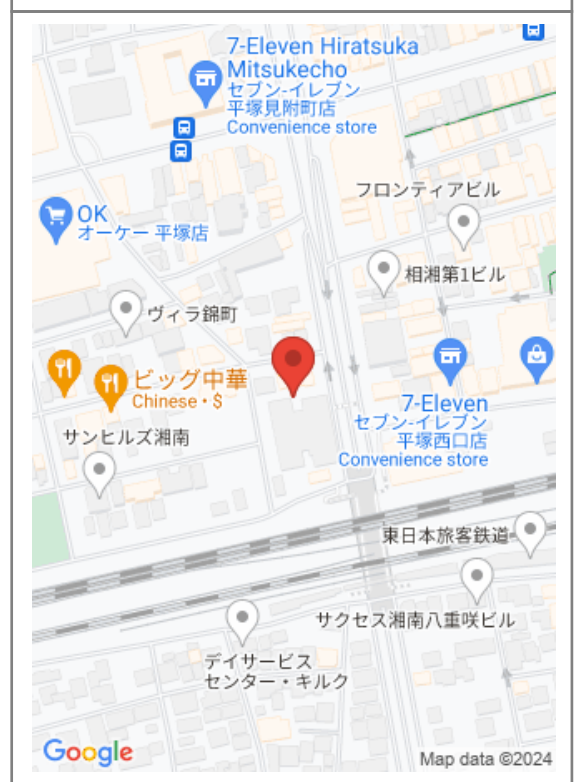 7-Eleven Hiratsuka
Mitsukecho
セブン-イレブン
平塚見附町店
Convenience store
フロンティアビル
OK
オーケー 平塚店
相湘第1ビル
ヴィラ錦町
ビッグ中華
Chinese • $
7-Eleven
セブン-イレブン
平塚西口店
Convenience store
サンヒルズ湘南
東日本旅客鉄道
サクセス湘南八重咲ビル
デイサービス
センター・キルク
Google
Map data ©2024